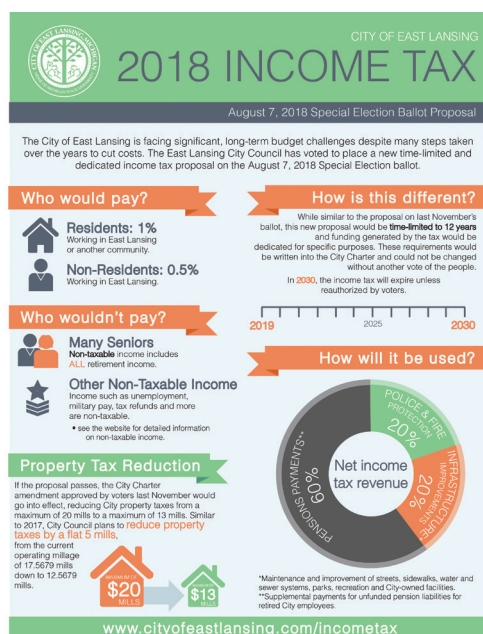 CITY OF EAST LANSING
2018 INCOME TAX
August 7, 2018 Special Election Ballot Proposal
The City of East Lansing is facing significant, long-term budget challenges despite many steps taken
over the years to cut costs. The East Lansing City Council has voted to place a new time-limited and
dedicated income tax proposal on the August 7, 2018 Special Election ballot.
Who would pay?
Residents: 1%
Working in East Lansing
or another community.
Non-Residents: 0.5%
Working in East Lansing.
Who wouldn't pay?
Many Seniors
Non-taxable income includes
ALL retirement income.
Other Non-Taxable Income
Income such as unemployment,
military pay, tax refunds and more
are non-taxable.
• see the website for detailed information
on non-taxable income.
Property Tax Reduction
If the proposal passes, the City Charter
amendment approved by voters last November would
go into effect, reducing City property taxes from a
maximum of 20 mills to a maximum of 13 mills. Similar
to 2017, City Council plans to reduce property
taxes by a flat 5 mills,
from the current
operating millage
of 17.5679 mills
down to 12.5679
mills.
$20
MILLS
$13
MILLS
How is this different?
While similar to the proposal on last November's
ballot, this new proposal would be time-limited to 12 years
and funding generated by the tax would be
dedicated for specific purposes. These requirements
would be written into the City Charter and could not be changed
without another vote of the people.
In 2030, the income tax will expire unless
reauthorized by voters.
2019
2025
2030
How will it be used?
POLICE & FIRE
PROTECTION
20%
INFRASTRUCTURE
IMPROVEMENTS*
20%
PENSIONS PAYMENTS**
60%
Net income
tax revenue
*Maintenance and improvement of streets, sidewalks, water and
sewer systems, parks, recreation and City-owned facilities.
**Supplemental payments for unfunded pension liabilities for
retired City employees.
www.cityofeastlansing.com/incometax